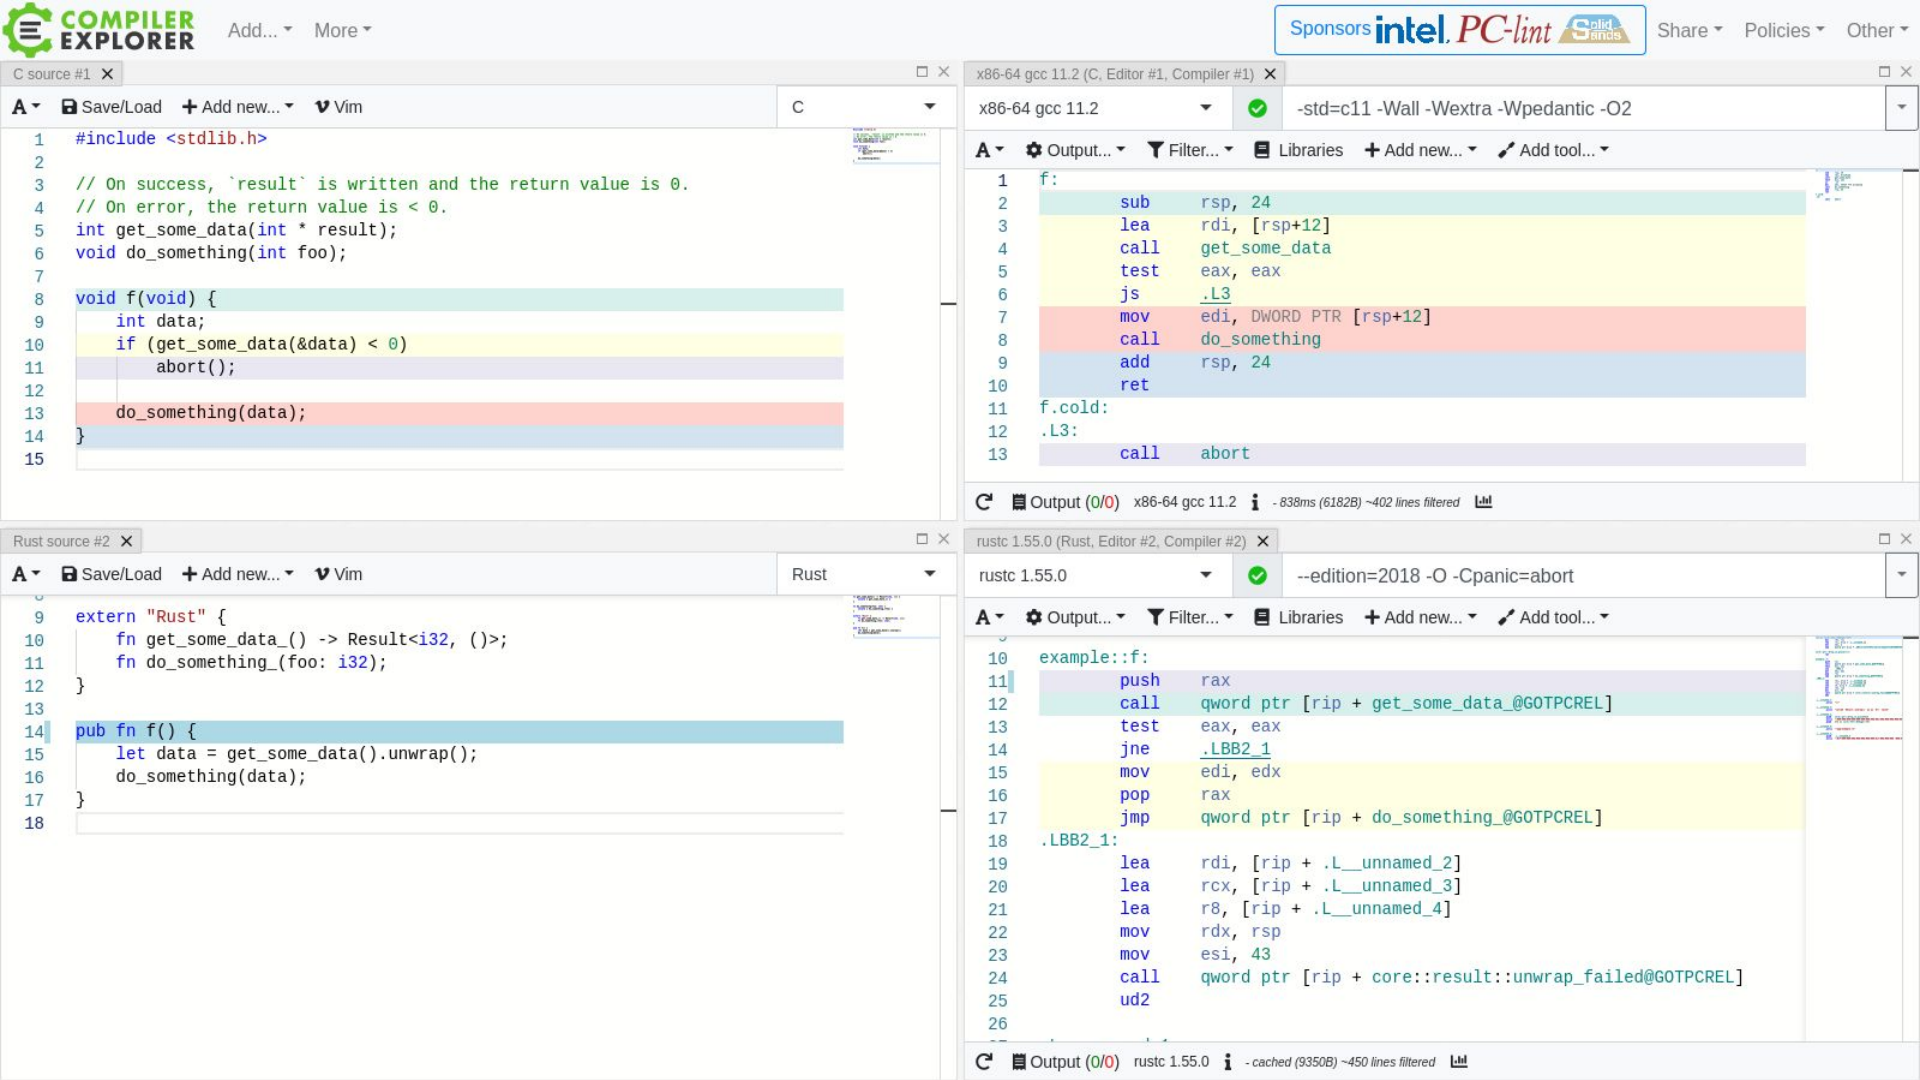 COMPILER
EXPLORER
Add...
More
Sponsors intel. PC-lint Solid Sands
Share
Policies
Other
C source #1
A
Save/Load
Add new...
Vim
C
1 #include <stdlib.h>
2
3 // On success, `result` is written and the return value is 0.
4 // On error, the return value is < 0.
5 int get_some_data(int * result);
6 void do_something(int foo);
7
8 void f(void) {
9 int data;
10 if (get_some_data(&data) < 0)
11 abort();
12
13 do_something(data);
14 }
15
x86-64 gcc 11.2 (C, Editor #1, Compiler #1)
x86-64 gcc 11.2
-std=c11 -Wall -Wextra -Wpedantic -O2
A
Output...
Filter...
Libraries
Add new...
Add tool...
1 f:
2 sub rsp, 24
3 lea rdi, [rsp+12]
4 call get_some_data
5 test eax, eax
6 js .L3
7 mov edi, DWORD PTR [rsp+12]
8 call do_something
9 add rsp, 24
10 ret
11 f.cold:
12 .L3:
13 call abort
Output (0/0) x86-64 gcc 11.2 i - 838ms (6182B) ~402 lines filtered
Rust source #2
A
Save/Load
Add new...
Vim
Rust
9 extern "Rust" {
10 fn get_some_data_() -> Result<i32, ()>;
11 fn do_something_(foo: i32);
12 }
13
14 pub fn f() {
15 let data = get_some_data().unwrap();
16 do_something(data);
17 }
18
rustc 1.55.0 (Rust, Editor #2, Compiler #2)
rustc 1.55.0
--edition=2018 -O -Cpanic=abort
A
Output...
Filter...
Libraries
Add new...
Add tool...
10 example::f:
11 push rax
12 call qword ptr [rip + get_some_data_@GOTPCREL]
13 test eax, eax
14 jne .LBB2_1
15 mov edi, edx
16 pop rax
17 jmp qword ptr [rip + do_something_@GOTPCREL]
18 .LBB2_1:
19 lea rdi, [rip + .L__unnamed_2]
20 lea rcx, [rip + .L__unnamed_3]
21 lea r8, [rip + .L__unnamed_4]
22 mov rdx, rsp
23 mov esi, 43
24 call qword ptr [rip + core::result::unwrap_failed@GOTPCREL]
25 ud2
26
Output (0/0) rustc 1.55.0 i - cached (9350B) ~450 lines filtered